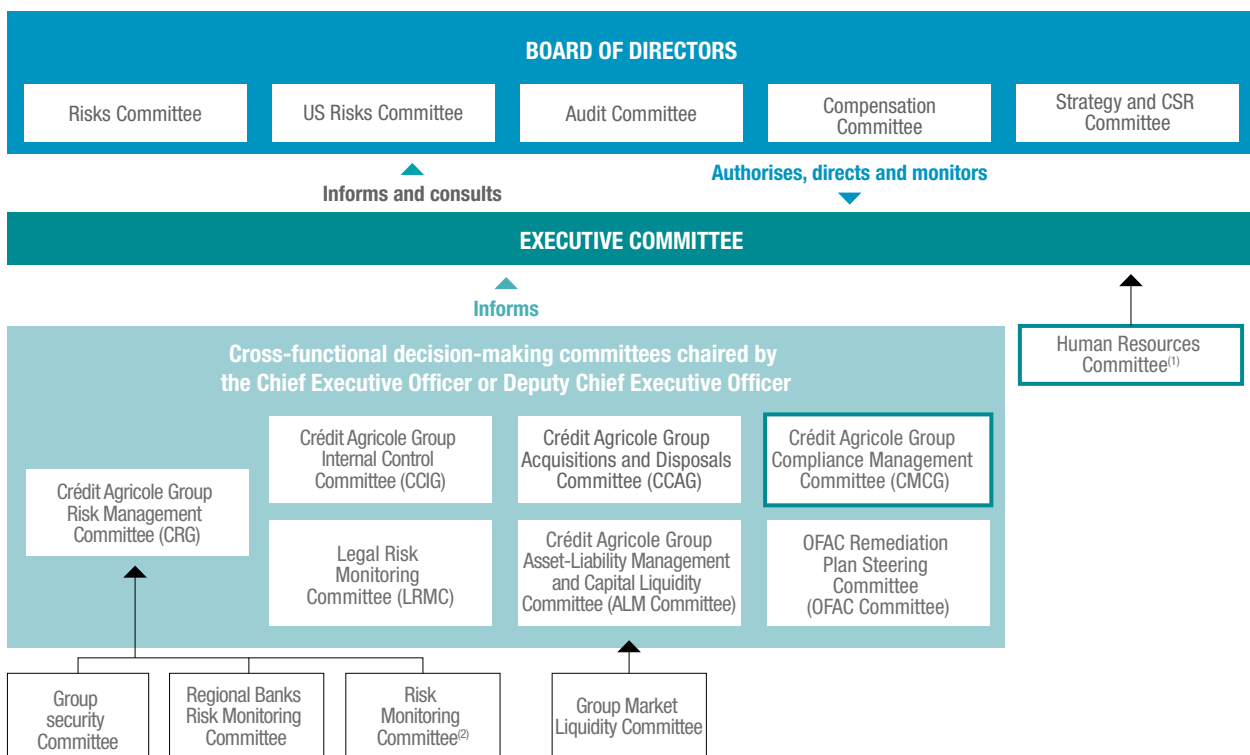 BOARD OF DIRECTORS
Risks Committee
US Risks Committee
Audit Committee
Compensation
Committee
Strategy and CSR
Committee
Informs and consults
Authorises, directs and monitors
EXECUTIVE COMMITTEE
Informs
Cross-functional decision-making committees chaired by
the Chief Executive Officer or Deputy Chief Executive Officer
Human Resources
Committee(1)
Crédit Agricole Group
Risk Management
Committee (CRG)
Crédit Agricole Group
Internal Control
Committee (CCIG)
Crédit Agricole Group
Acquisitions and Disposals
Committee (CCAG)
Crédit Agricole Group
Compliance Management
Committee (CMCG)
Legal Risk
Monitoring
Committee (LRMC)
Crédit Agricole Group
Asset-Liability Management
and Capital Liquidity
Committee (ALM Committee)
OFAC Remediation
Plan Steering
Committee
(OFAC Committee)
Group
security
Committee
Regional Banks
Risk Monitoring
Committee
Risk
Monitoring
Committee(2)
Group Market
Liquidity Committee